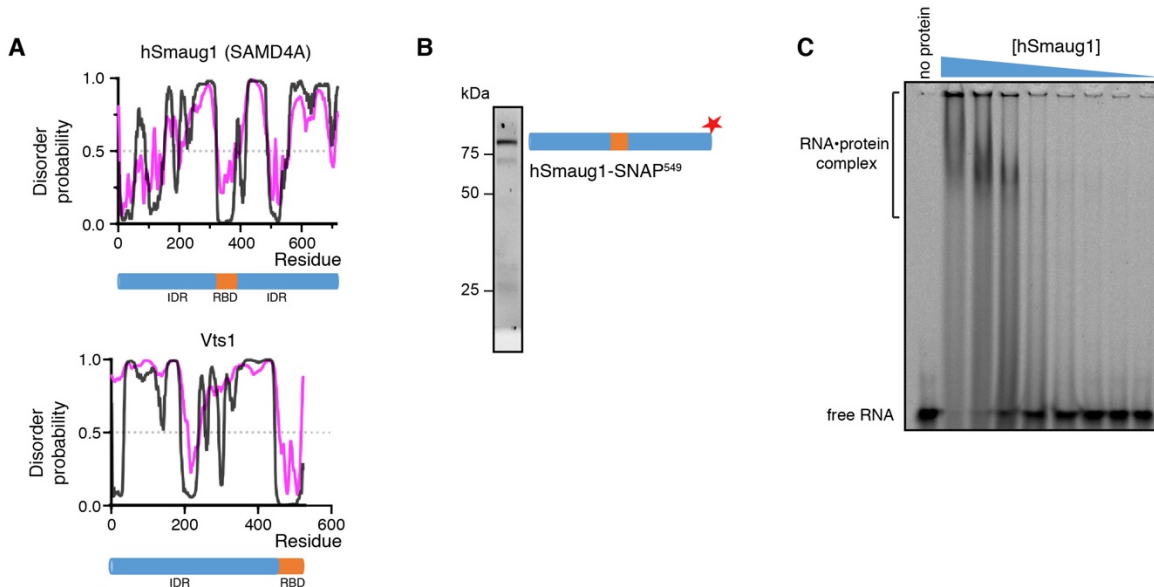 A
hSmaug1 (SAMD4A)
Disorder
probability
1.0
0.5
0.0
0 200 400 600
Residue
IDR RBD IDR
Vts1
Disorder
probability
1.0
0.5
0.0
0 200 400 600
Residue
IDR RBD
B
kDa
75
50
25
hSmaug1-SNAP⁵⁴⁹
C
no protein
[hSmaug1]
RNA•protein
complex
free RNA